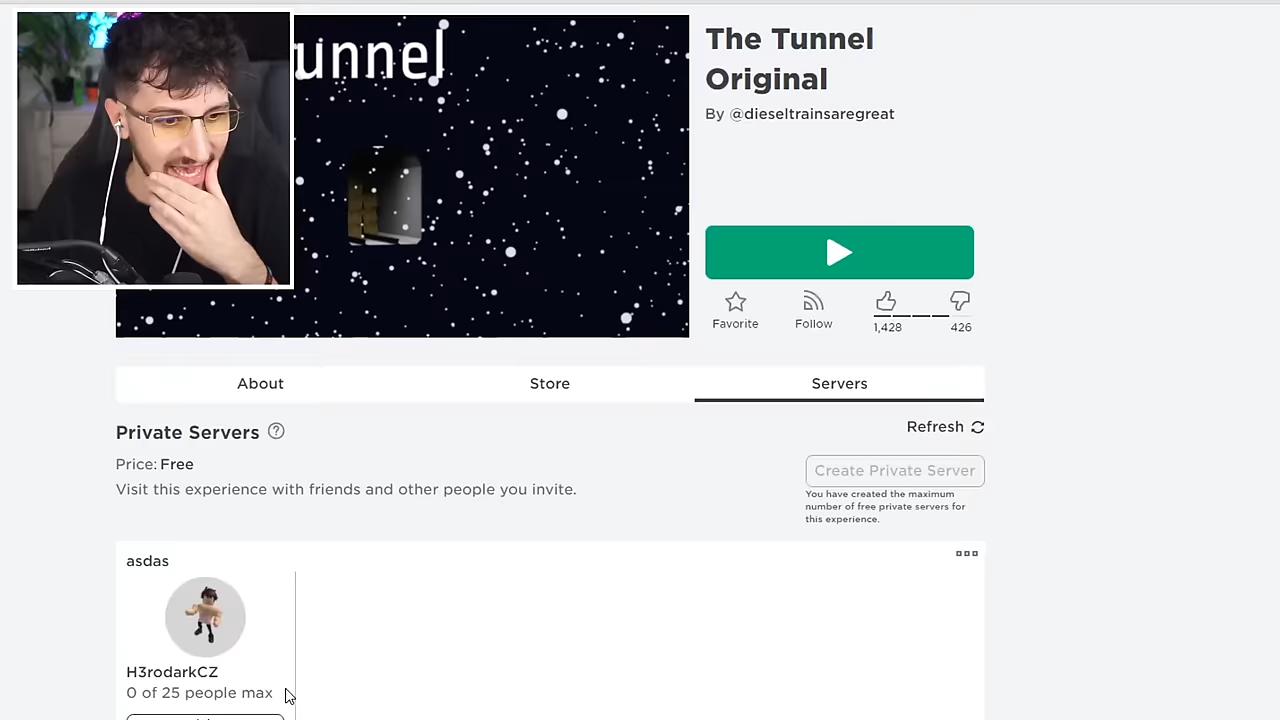 unnel
The Tunnel
Original
By @dieseltrainsaregreat
Favorite
Follow
1,428
426
About
Store
Servers
Private Servers
Refresh
Price: Free
Visit this experience with friends and other people you invite.
Create Private Server
You have created the maximum
number of free private servers for
this experience.
asdas
H3rodarkCZ
0 of 25 people max